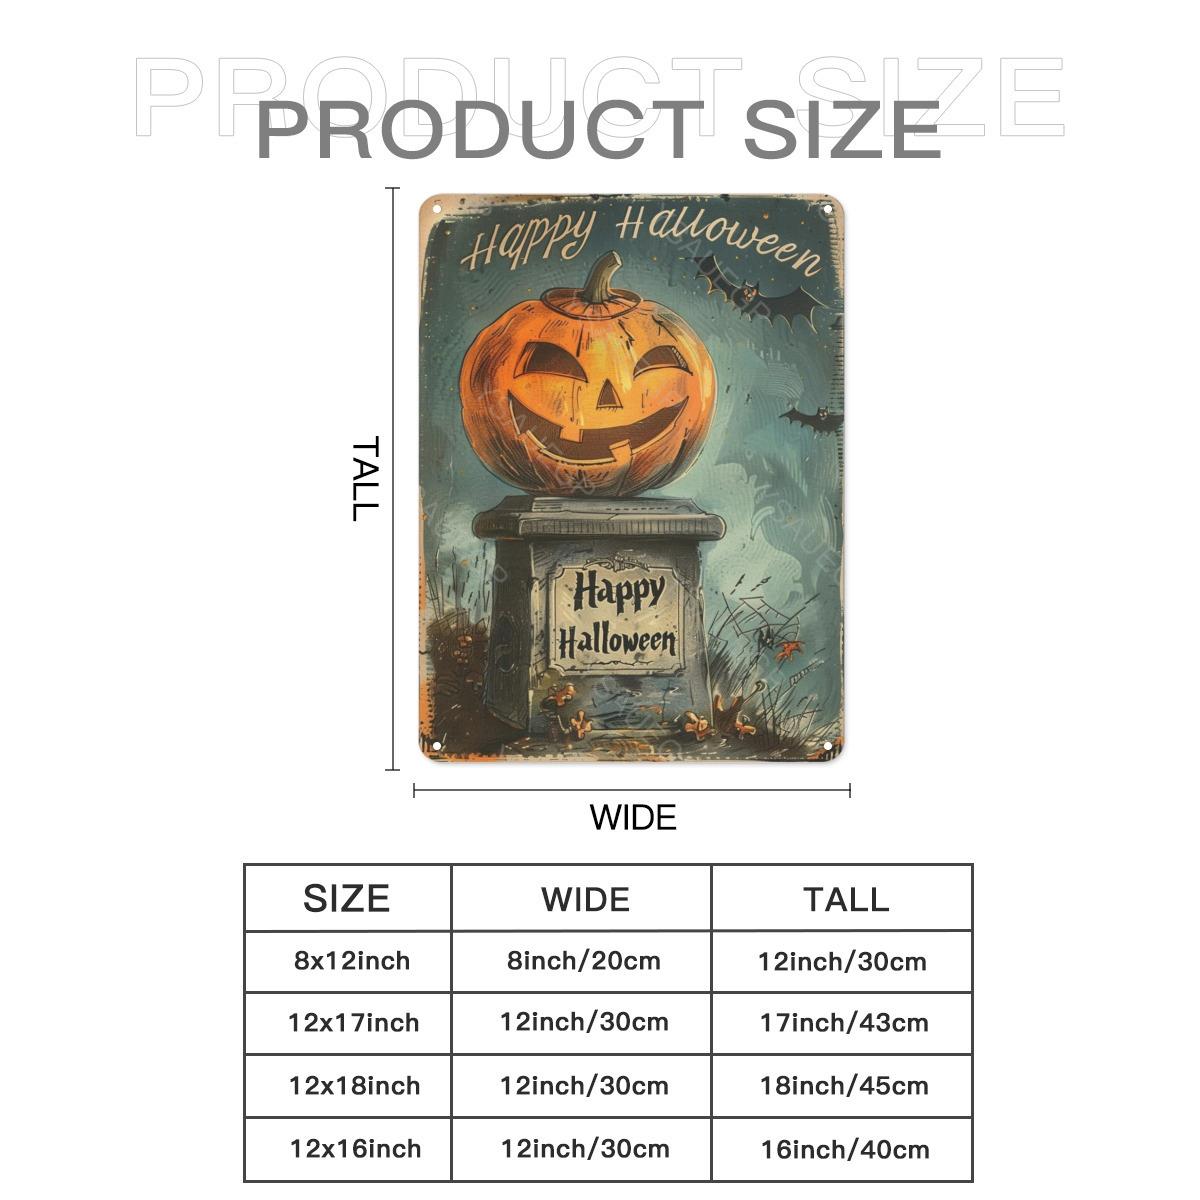 PRODUCT SIZE
PRODUCT SIZE
Happy Halloween
Happy
Halloween
TALL
WIDE
SIZE WIDE TALL
8x12inch 8inch/20cm 12inch/30cm
12x17inch 12inch/30cm 17inch/43cm
12x18inch 12inch/30cm 18inch/45cm
12x16inch 12inch/30cm 16inch/40cm